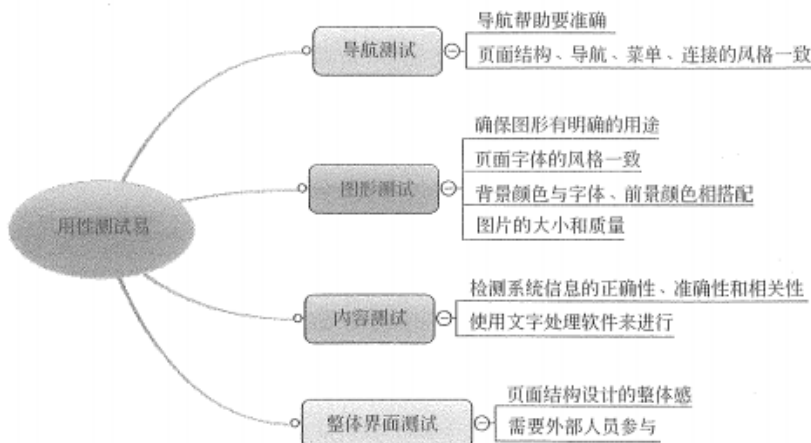 导航测试
导航帮助要准确
页面结构、导航、菜单、连接的风格一致
用性测试易
图形测试
确保图形有明确的用途
页面字体的风格一致
背景颜色与字体、前景颜色相搭配
图片的大小和质量
内容测试
检测系统信息的正确性、准确性和相关性
使用文字处理软件来进行
整体界面测试
页面结构设计的整体感
需要外部人员参与